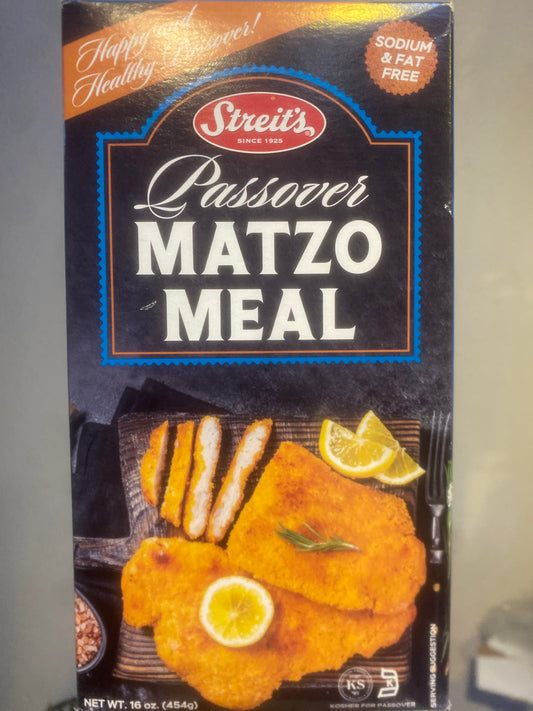 Happy and
Healthy Passover!
SODIUM
& FAT
FREE
Streit's
SINCE 1925
Passover
MATZO
MEAL
KS
K
NET WT. 16 oz. (454g)
KOSHER FOR PASSOVER
SERVING SUGGESTION